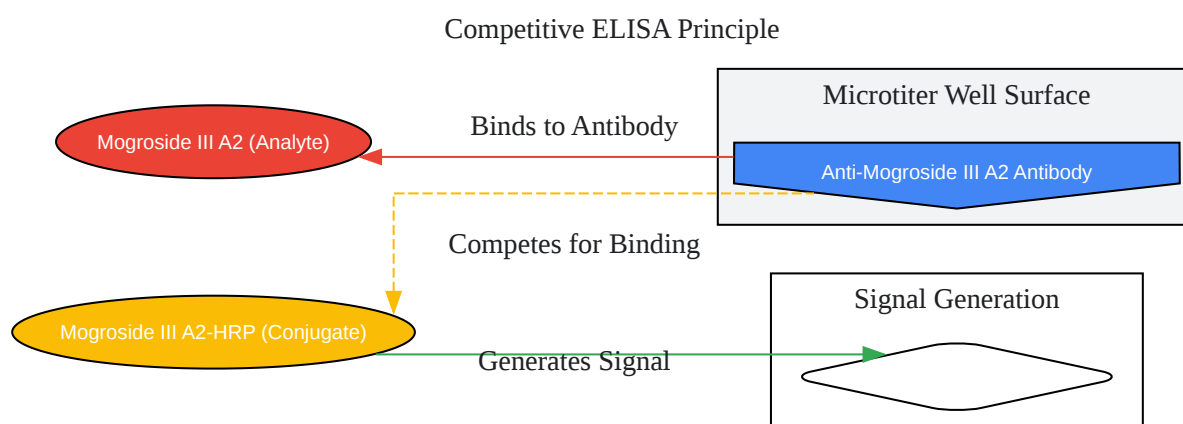 Competitive ELISA Principle
Microtiter Well Surface
Mogroside III A2 (Analyte)
Binds to Antibody
Anti-Mogroside III A2 Antibody
Competes for Binding
Signal Generation
Mogroside III A2-HRP (Conjugate)
Generates Signal